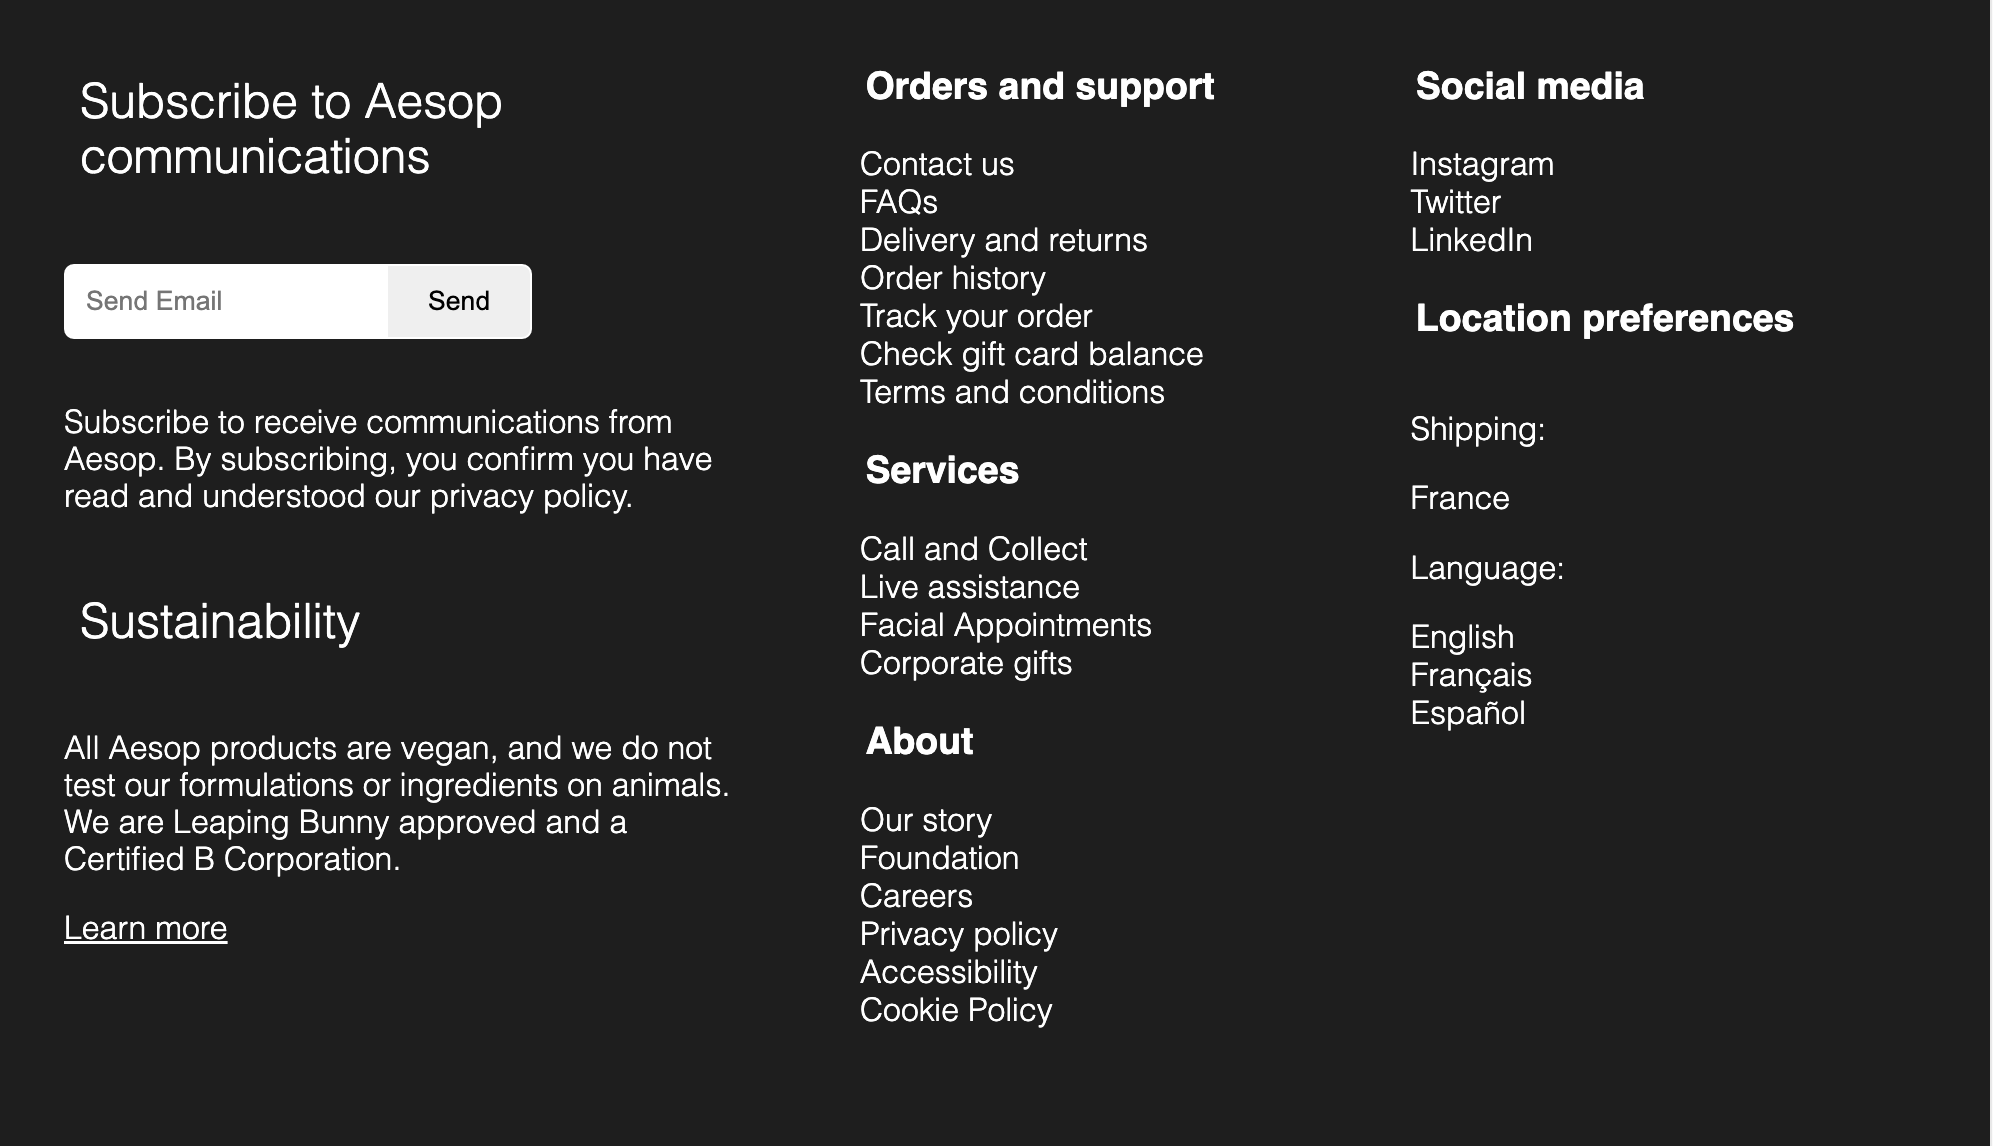 Subscribe to Aesop
communications
Send Email
Send
Subscribe to receive communications from
Aesop. By subscribing, you confirm you have
read and understood our privacy policy.
Sustainability
All Aesop products are vegan, and we do not
test our formulations or ingredients on animals.
We are Leaping Bunny approved and a
Certified B Corporation.
Learn more
Orders and support
Contact us
FAQs
Delivery and returns
Order history
Track your order
Check gift card balance
Terms and conditions
Services
Call and Collect
Live assistance
Facial Appointments
Corporate gifts
About
Our story
Foundation
Careers
Privacy policy
Accessibility
Cookie Policy
Social media
Instagram
Twitter
LinkedIn
Location preferences
Shipping:
France
Language:
English
Français
Español